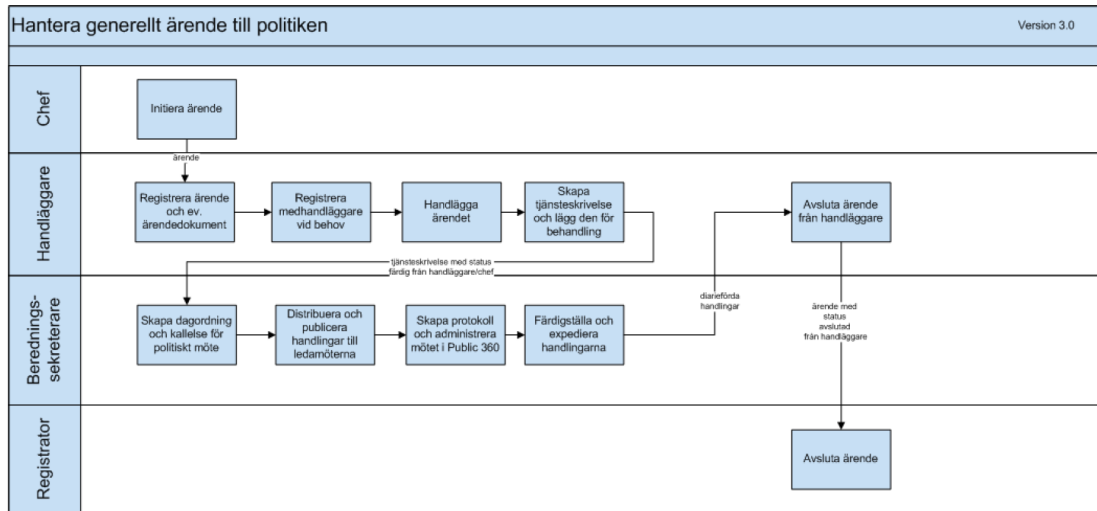 Hantera generellt ärende till politiken
Version 3.0
Chef
Initiera ärende
ärende
Handläggare
Registrera ärende
och ev.
ärendedokument
Registrera
medhandläggare
vid behov
Handlägga
ärendet
Skapa
tjänsteskrivelse
och lägg den för
behandling
Avsluta ärende
från handläggare
tjänsteskrivelse med status
färdig från handläggare/chef
Berednings-
sekreterare
Skapa dagordning
och kallelse för
politiskt möte
Distribuera och
publicera
handlingar till
ledamöterna
Skapa protokoll
och administrera
mötet i Public 360
Färdigställa och
expediera
handlingarna
diarieförda
handlingar
ärende med
status
avslutad
från handläggare
Registrator
Avsluta ärende